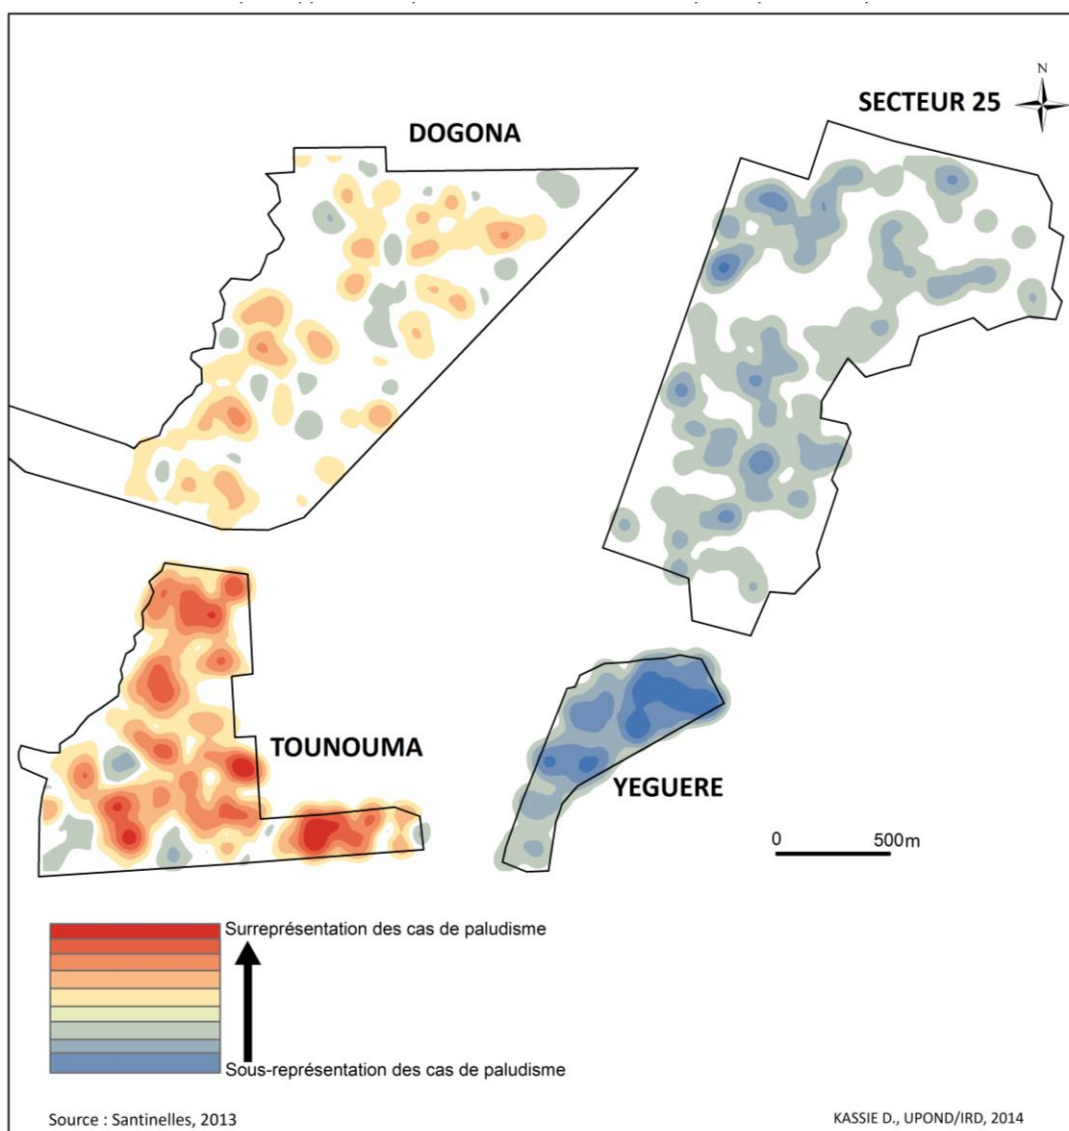 N
SECTEUR 25
DOGONA
TOUNOUMA
YEGUERE
0 500m
Surreprésentation des cas de paludisme
Sous-représentation des cas de paludisme
Source : Santinelles, 2013
KASSIE D., UPOND/IRD, 2014